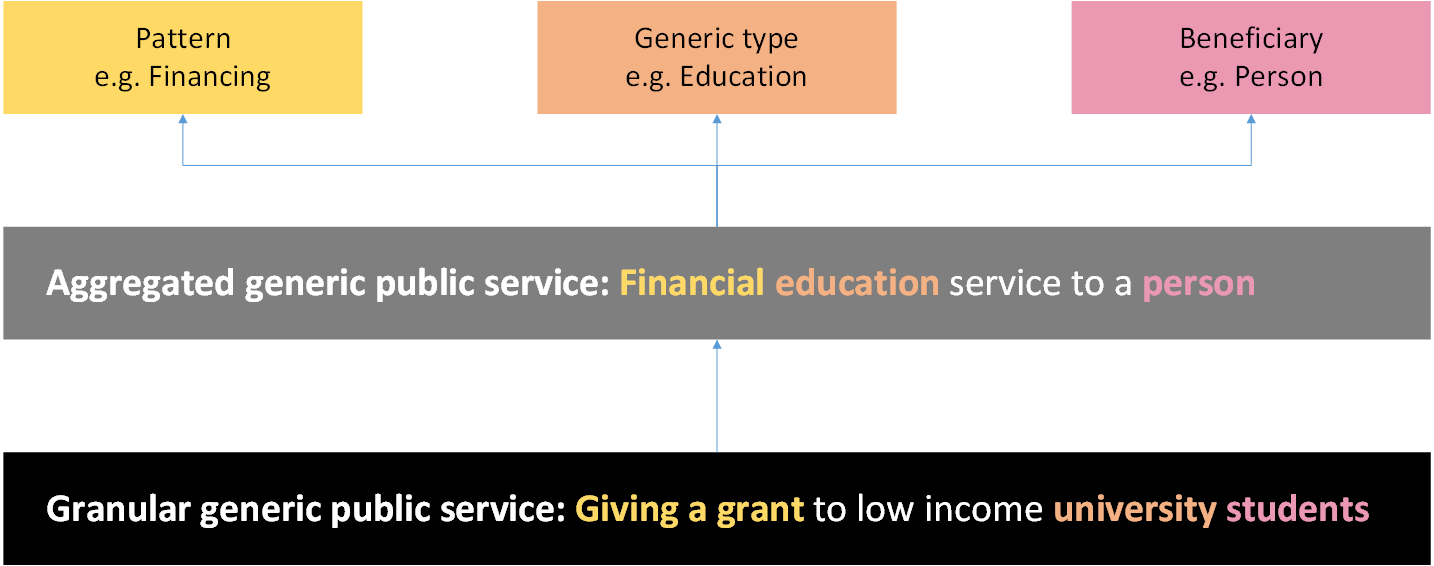 Pattern
e.g. Financing
Generic type
e.g. Education
Beneficiary
e.g. Person
Aggregated generic public service: Financial education service to a person
Granular generic public service: Giving a grant to low income university students